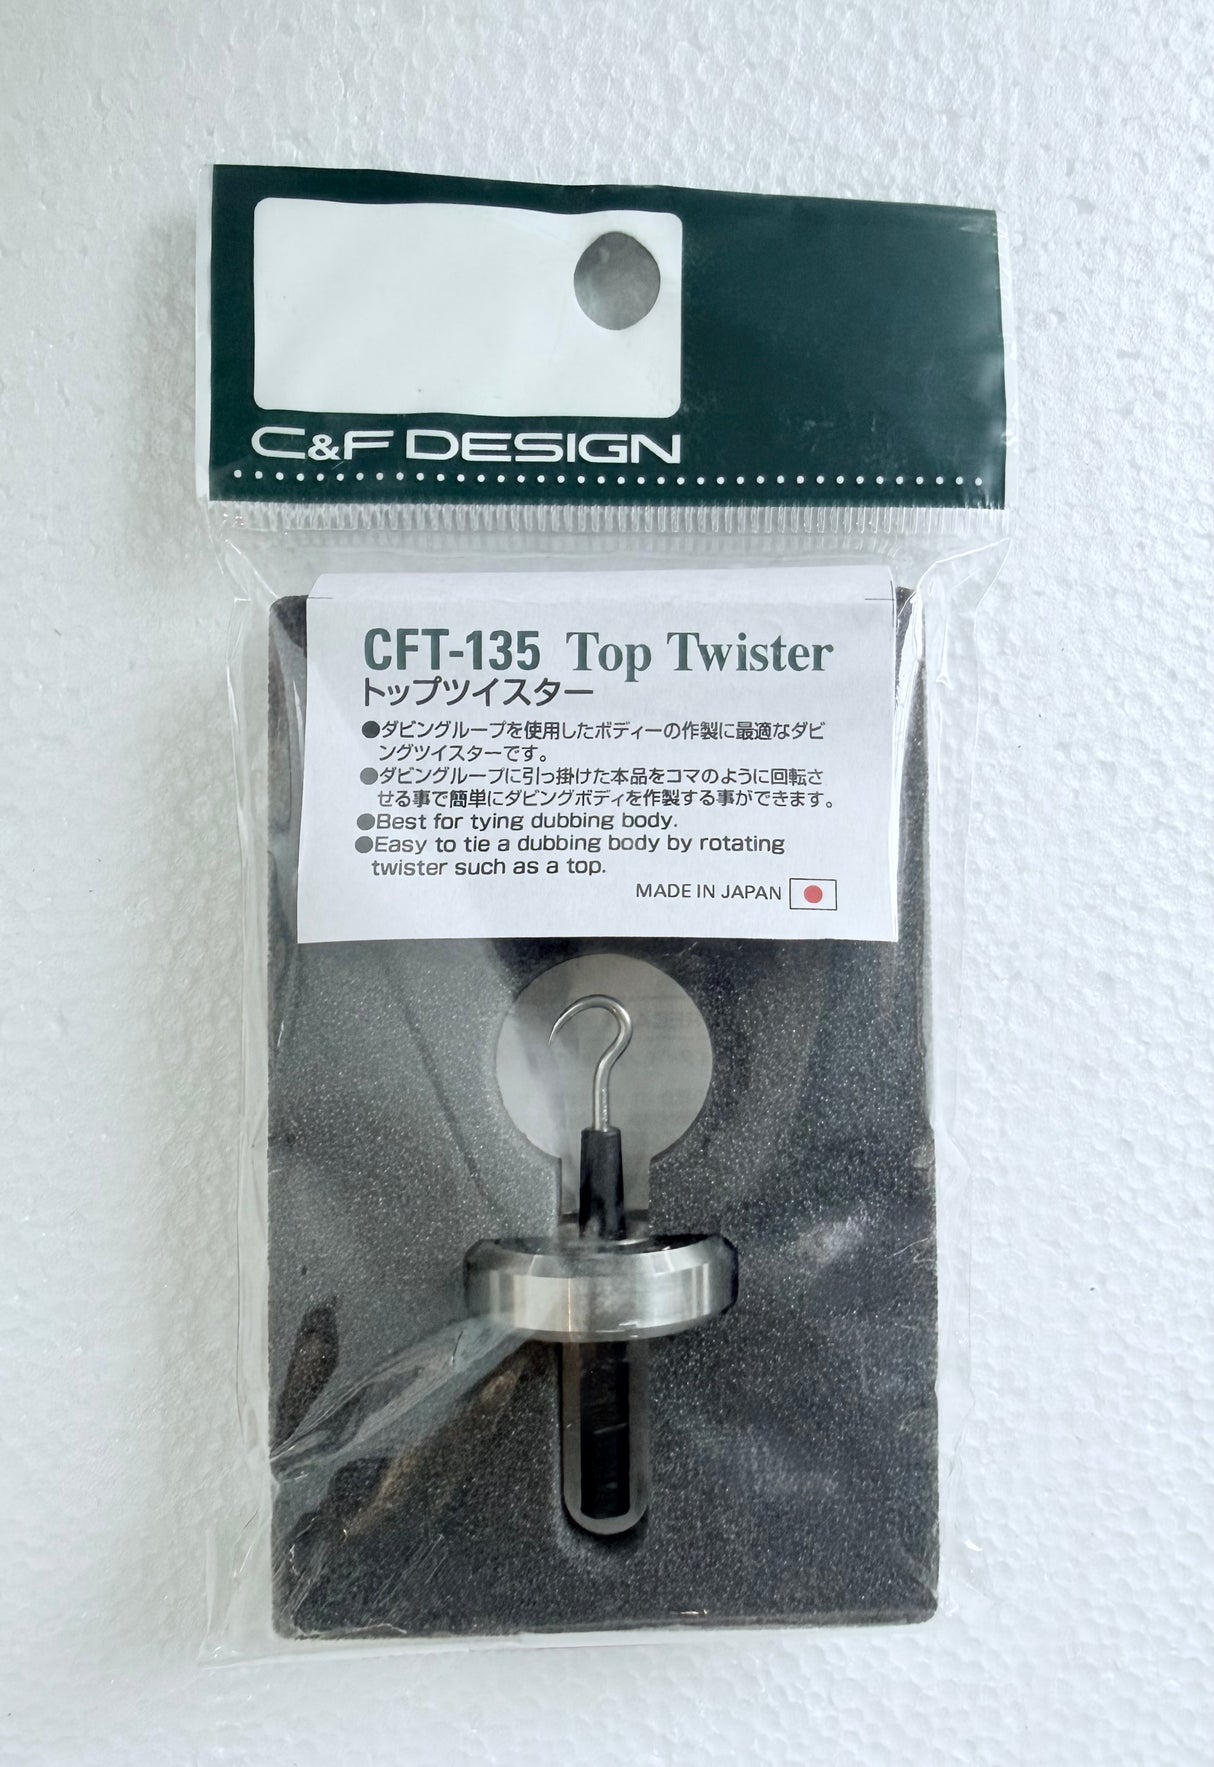 C&F DESIGN
CFT-135 Top Twister
トップツイスター
●ダビングループを使用したボディーの作製に最適なダビ
ングツイスターです。
●ダビングループに引っ掛けた本品をコマのように回転さ
せる事で簡単にダビングボディを作製する事ができます。
●Best for tying dubbing body.
●Easy to tie a dubbing body by rotating
twister such as a top.
MADE IN JAPAN